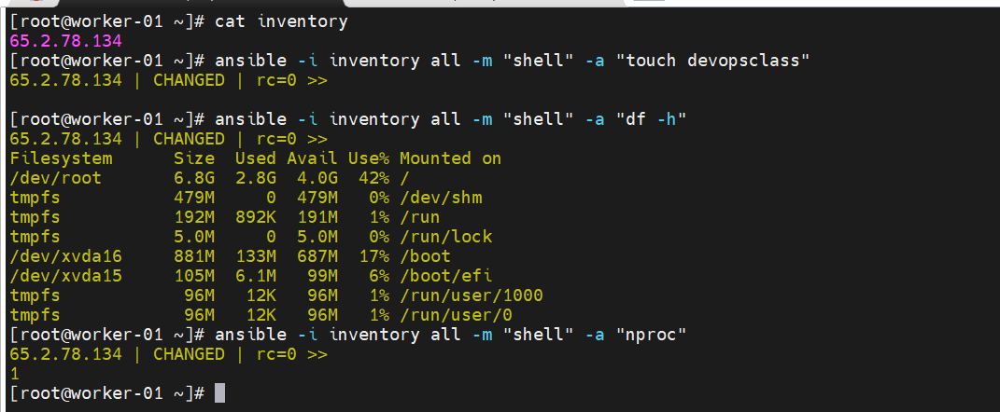 [root@worker-01 ~]# cat inventory
65.2.78.134
[root@worker-01 ~]# ansible -i inventory all -m "shell" -a "touch devopsclass"
65.2.78.134 | CHANGED | rc=0 >>
[root@worker-01 ~]# ansible -i inventory all -m "shell" -a "df -h"
65.2.78.134 | CHANGED | rc=0 >>
Filesystem      Size  Used Avail Use% Mounted on
/dev/root       6.8G  2.8G  4.0G  42% /
tmpfs           479M     0  479M   0% /dev/shm
tmpfs           192M  892K  191M   1% /run
tmpfs           5.0M     0  5.0M   0% /run/lock
/dev/xvda16     881M  133M  687M  17% /boot
/dev/xvda15     105M  6.1M   99M   6% /boot/efi
tmpfs            96M   12K   96M   1% /run/user/1000
tmpfs            96M   12K   96M   1% /run/user/0
[root@worker-01 ~]# ansible -i inventory all -m "shell" -a "nproc"
65.2.78.134 | CHANGED | rc=0 >>
1
[root@worker-01 ~]#